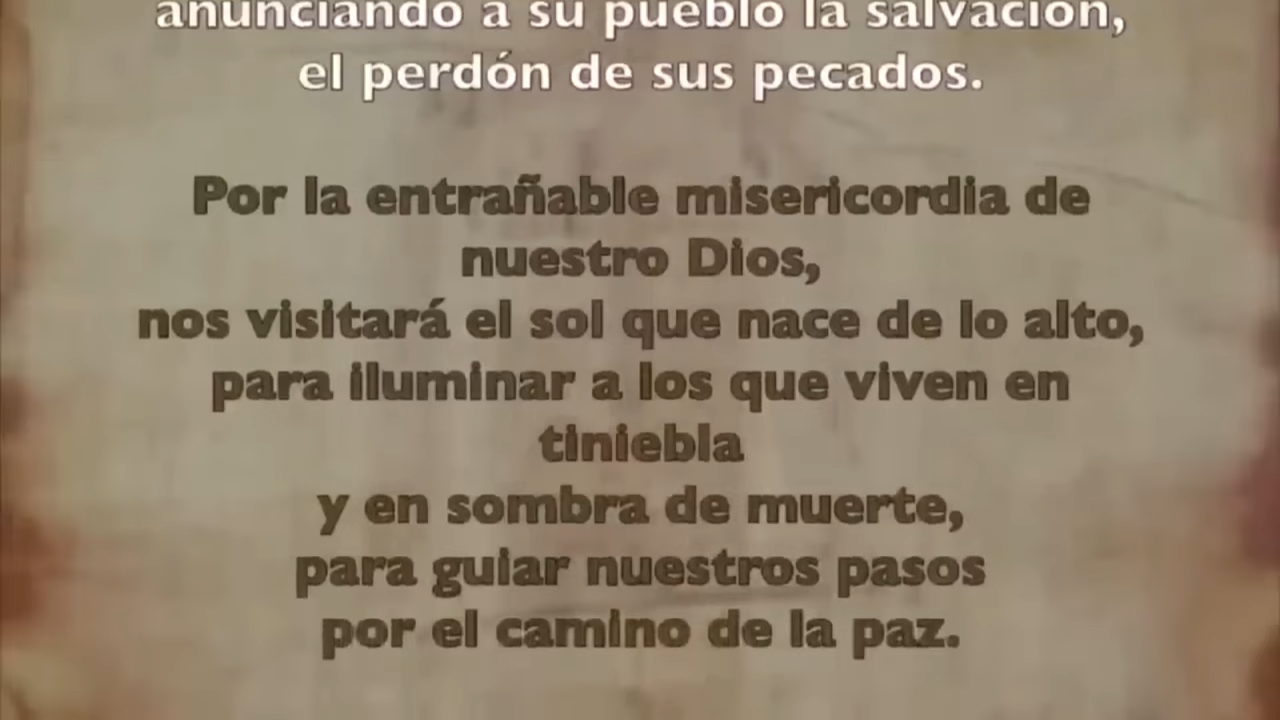 anunciando a su pueblo la salvación,
el perdón de sus pecados.
Por la entrañable misericordia de
nuestro Dios,
nos visitará el sol que nace de lo alto,
para iluminar a los que viven en
tiniebla
y en sombra de muerte,
para guiar nuestros pasos
por el camino de la paz.